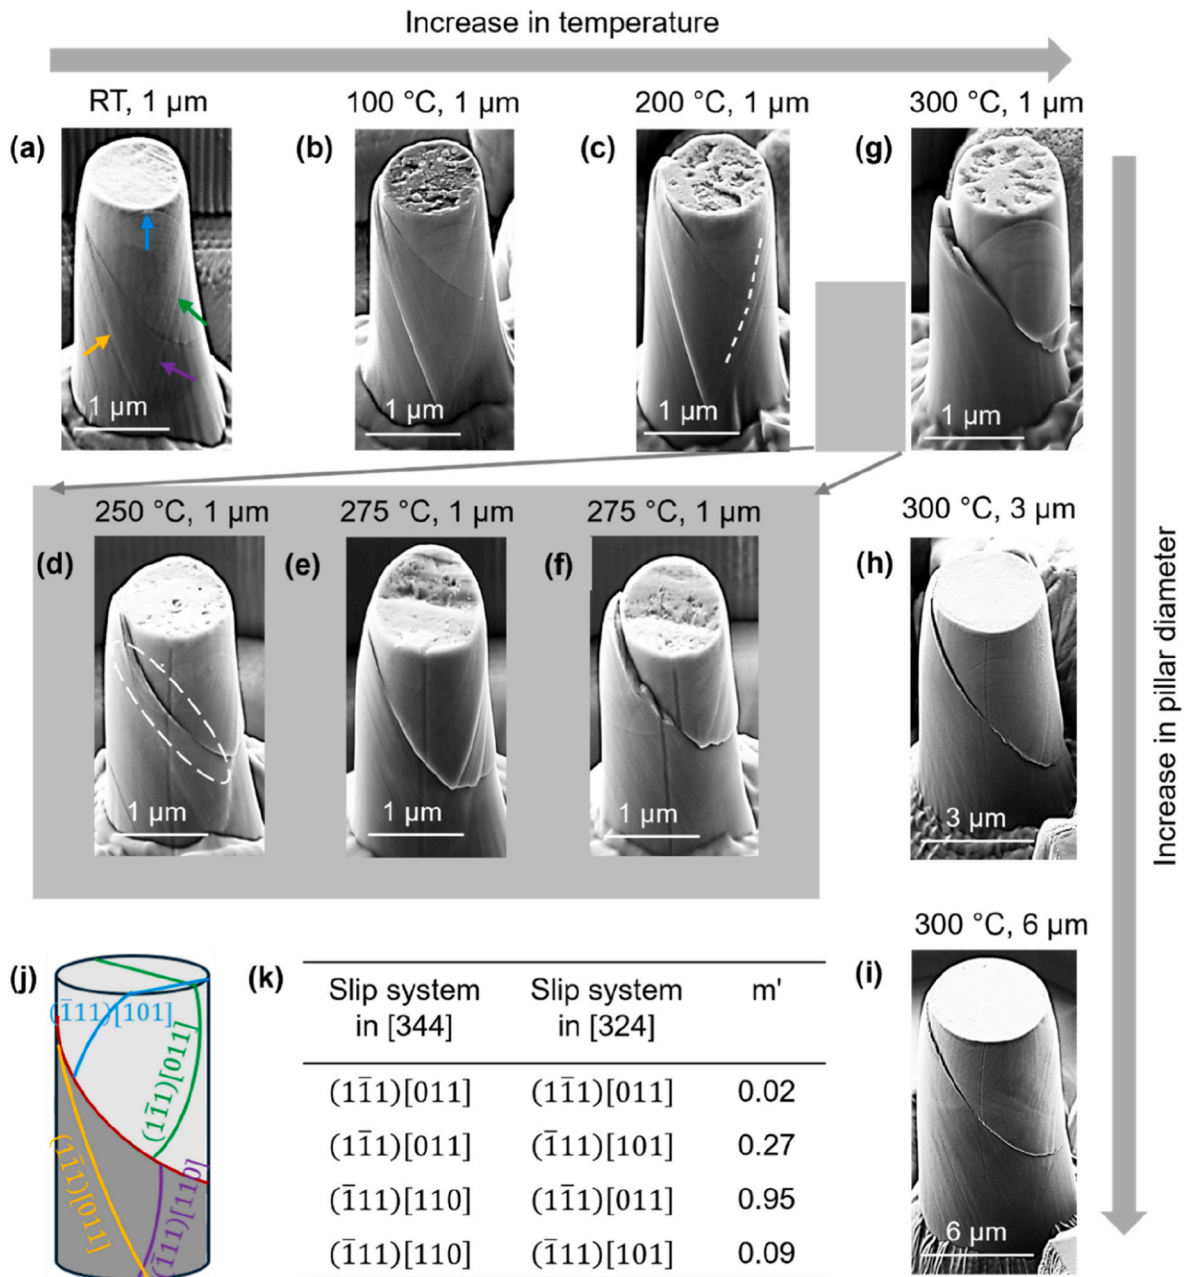 Increase in temperature
RT, 1 µm
100 °C, 1 µm
200 °C, 1 µm
300 °C, 1 µm
(a)
(b)
(c)
(g)
1 µm
1 µm
1 µm
1 µm
250 °C, 1 µm
275 °C, 1 µm
275 °C, 1 µm
300 °C, 3 µm
(d)
(e)
(f)
(h)
1 µm
1 µm
1 µm
3 µm
Increase in pillar diameter
300 °C, 6 µm
(i)
6 µm
(j)
(1̅11)[101]
(11̅1)[011]
(11̅1)[011]
(1̅11)[110]
(k)
Slip system in [344] Slip system in [324] m'
(11̅1)[011] (11̅1)[011] 0.02
(11̅1)[011] (1̅11)[101] 0.27
(1̅11)[110] (11̅1)[011] 0.95
(1̅11)[110] (1̅11)[101] 0.09